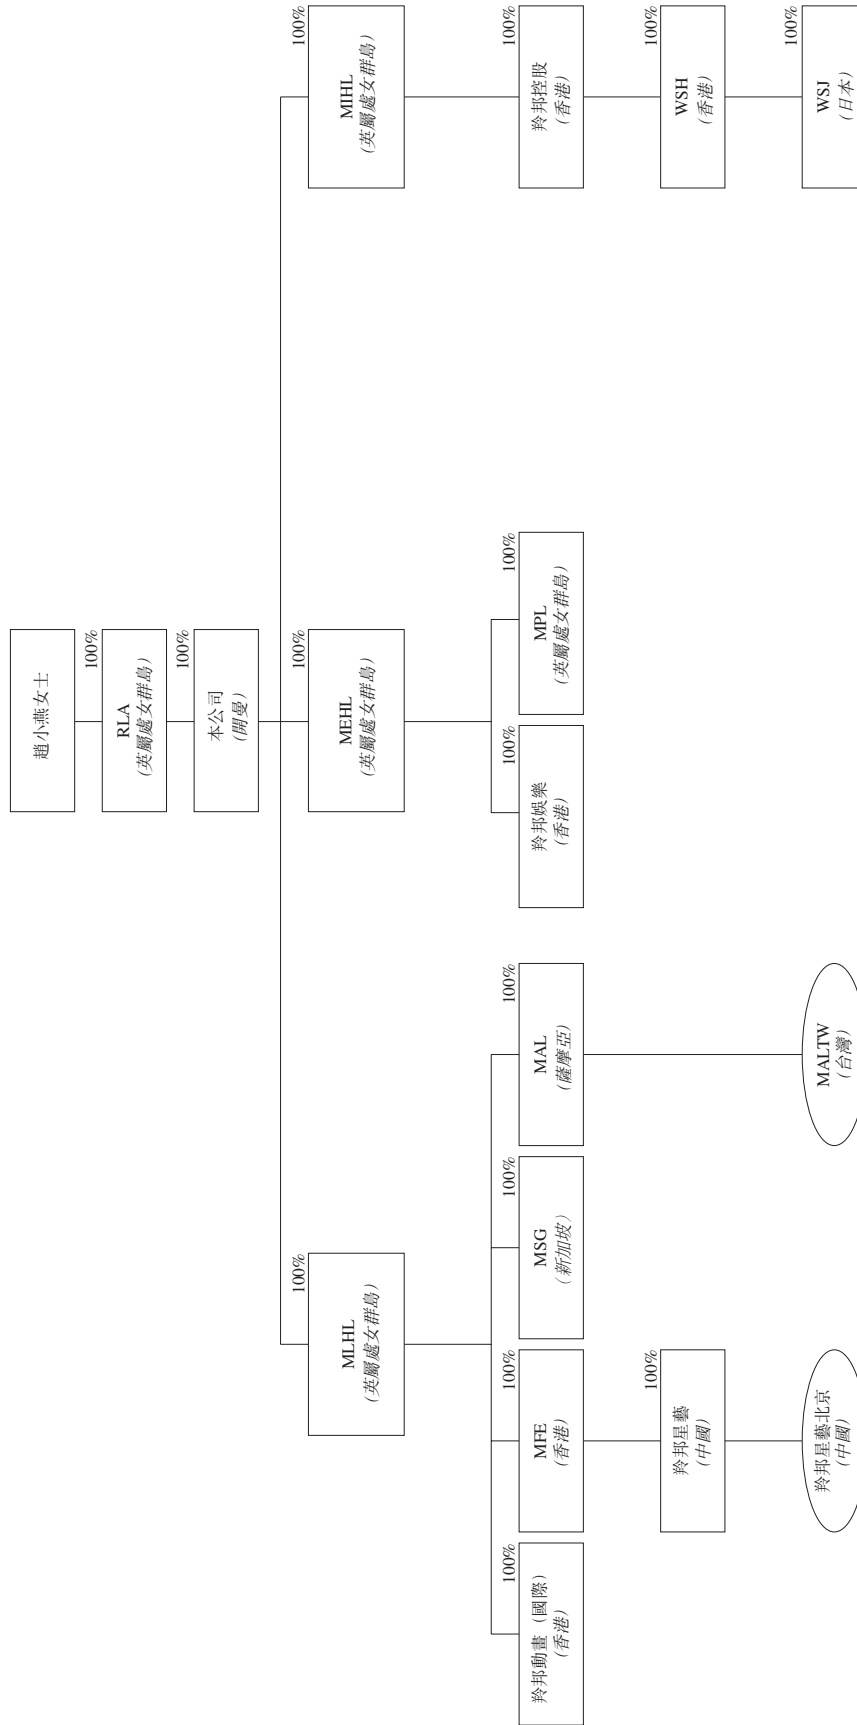 趙小燕女士
100%
RLA
(英屬處女群島)
100%
本公司
(開曼)
100%
MLHL
(英屬處女群島)
100%
MEHL
(英屬處女群島)
100%
MIHL
(英屬處女群島)
100%
羚邦動畫（國際）
(香港)
100%
MFE
(香港)
100%
MSG
(新加坡)
100%
MAL
(薩摩亞)
100%
羚邦娛樂
(香港)
100%
MPL
(英屬處女群島)
100%
羚邦控股
(香港)
100%
羚邦星藝
(中國)
100%
WSH
(香港)
羚邦星藝北京
(中國)
MALTW
(台灣)
100%
WSJ
(日本)